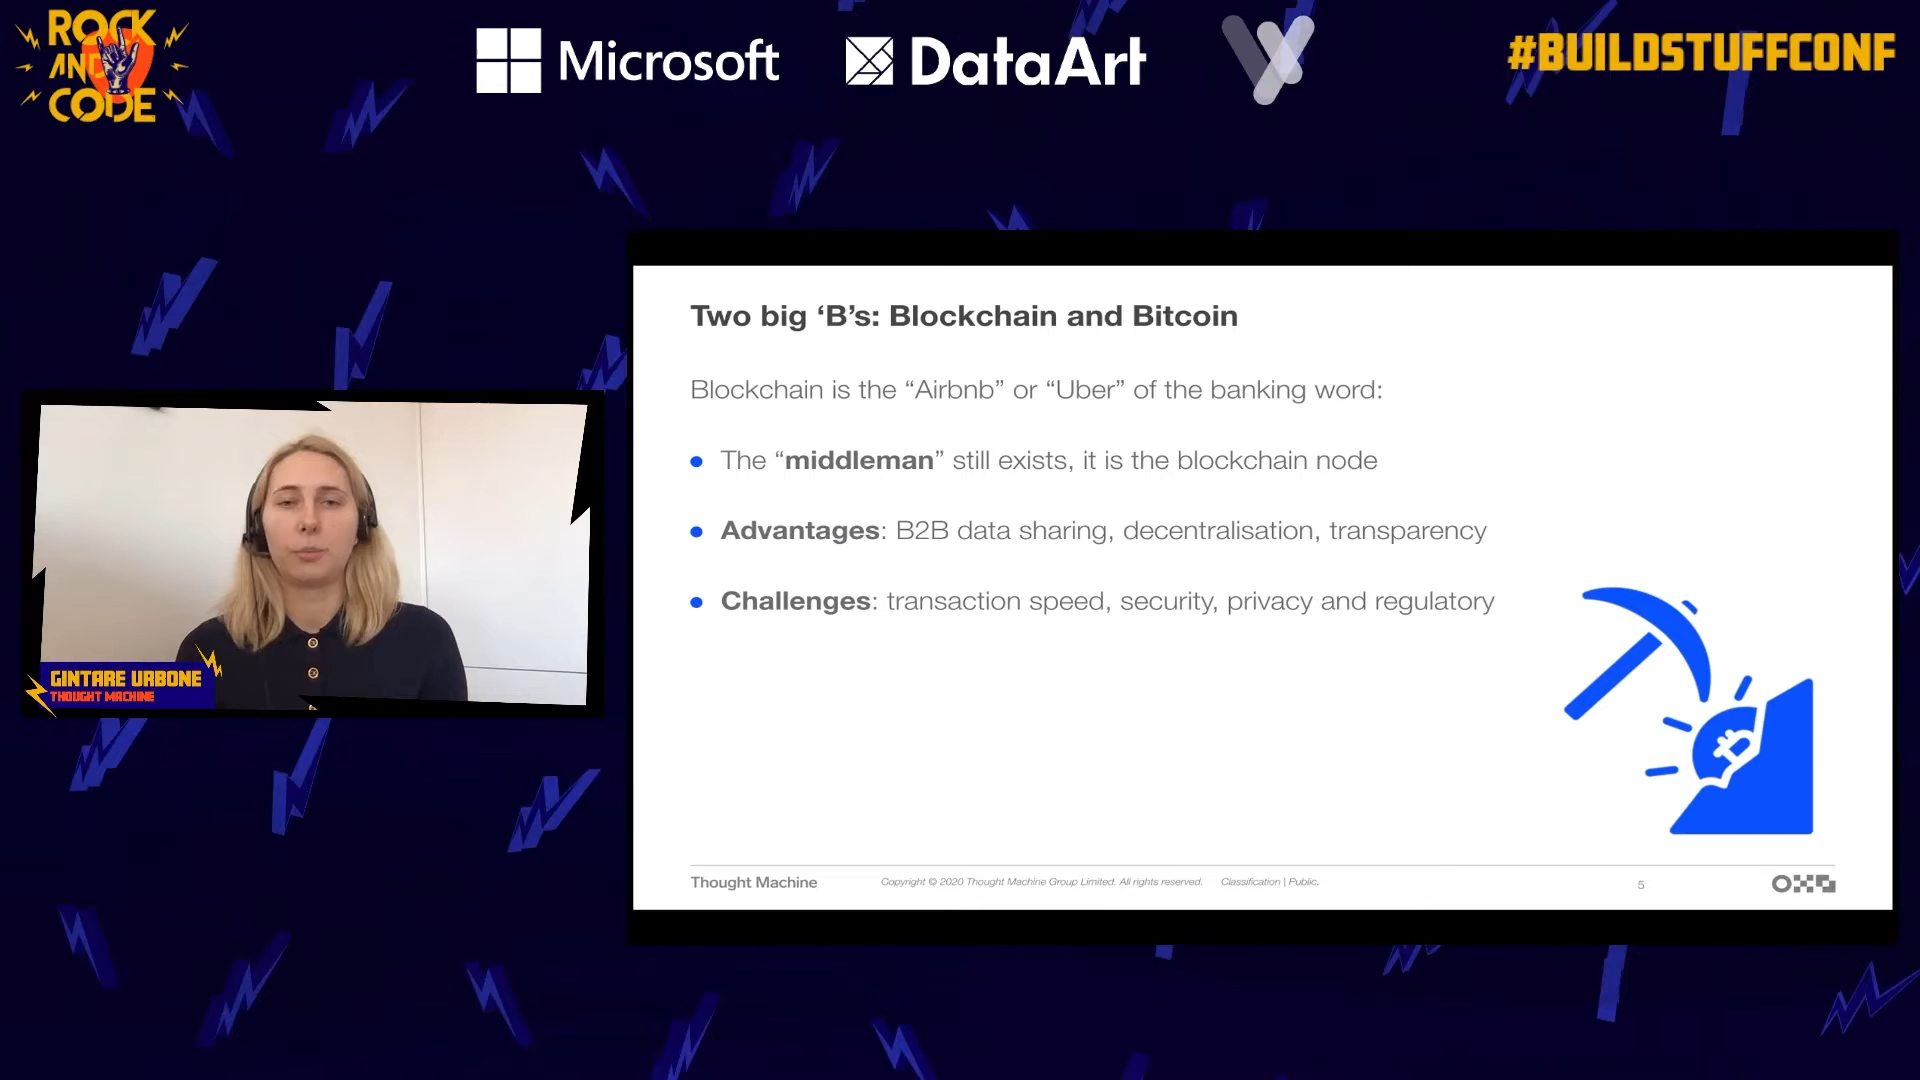 ROCK
AND
CODE
Microsoft
DataArt
#BUILDSTUFFCONF
Two big ‘B’s: Blockchain and Bitcoin
Blockchain is the “Airbnb” or “Uber” of the banking word:
The “middleman” still exists, it is the blockchain node
Advantages: B2B data sharing, decentralisation, transparency
Challenges: transaction speed, security, privacy and regulatory
GINTARE URBONE
THOUGHT MACHINE
Thought Machine
Copyright © 2020 Thought Machine Group Limited. All rights reserved.
Classification | Public.
5